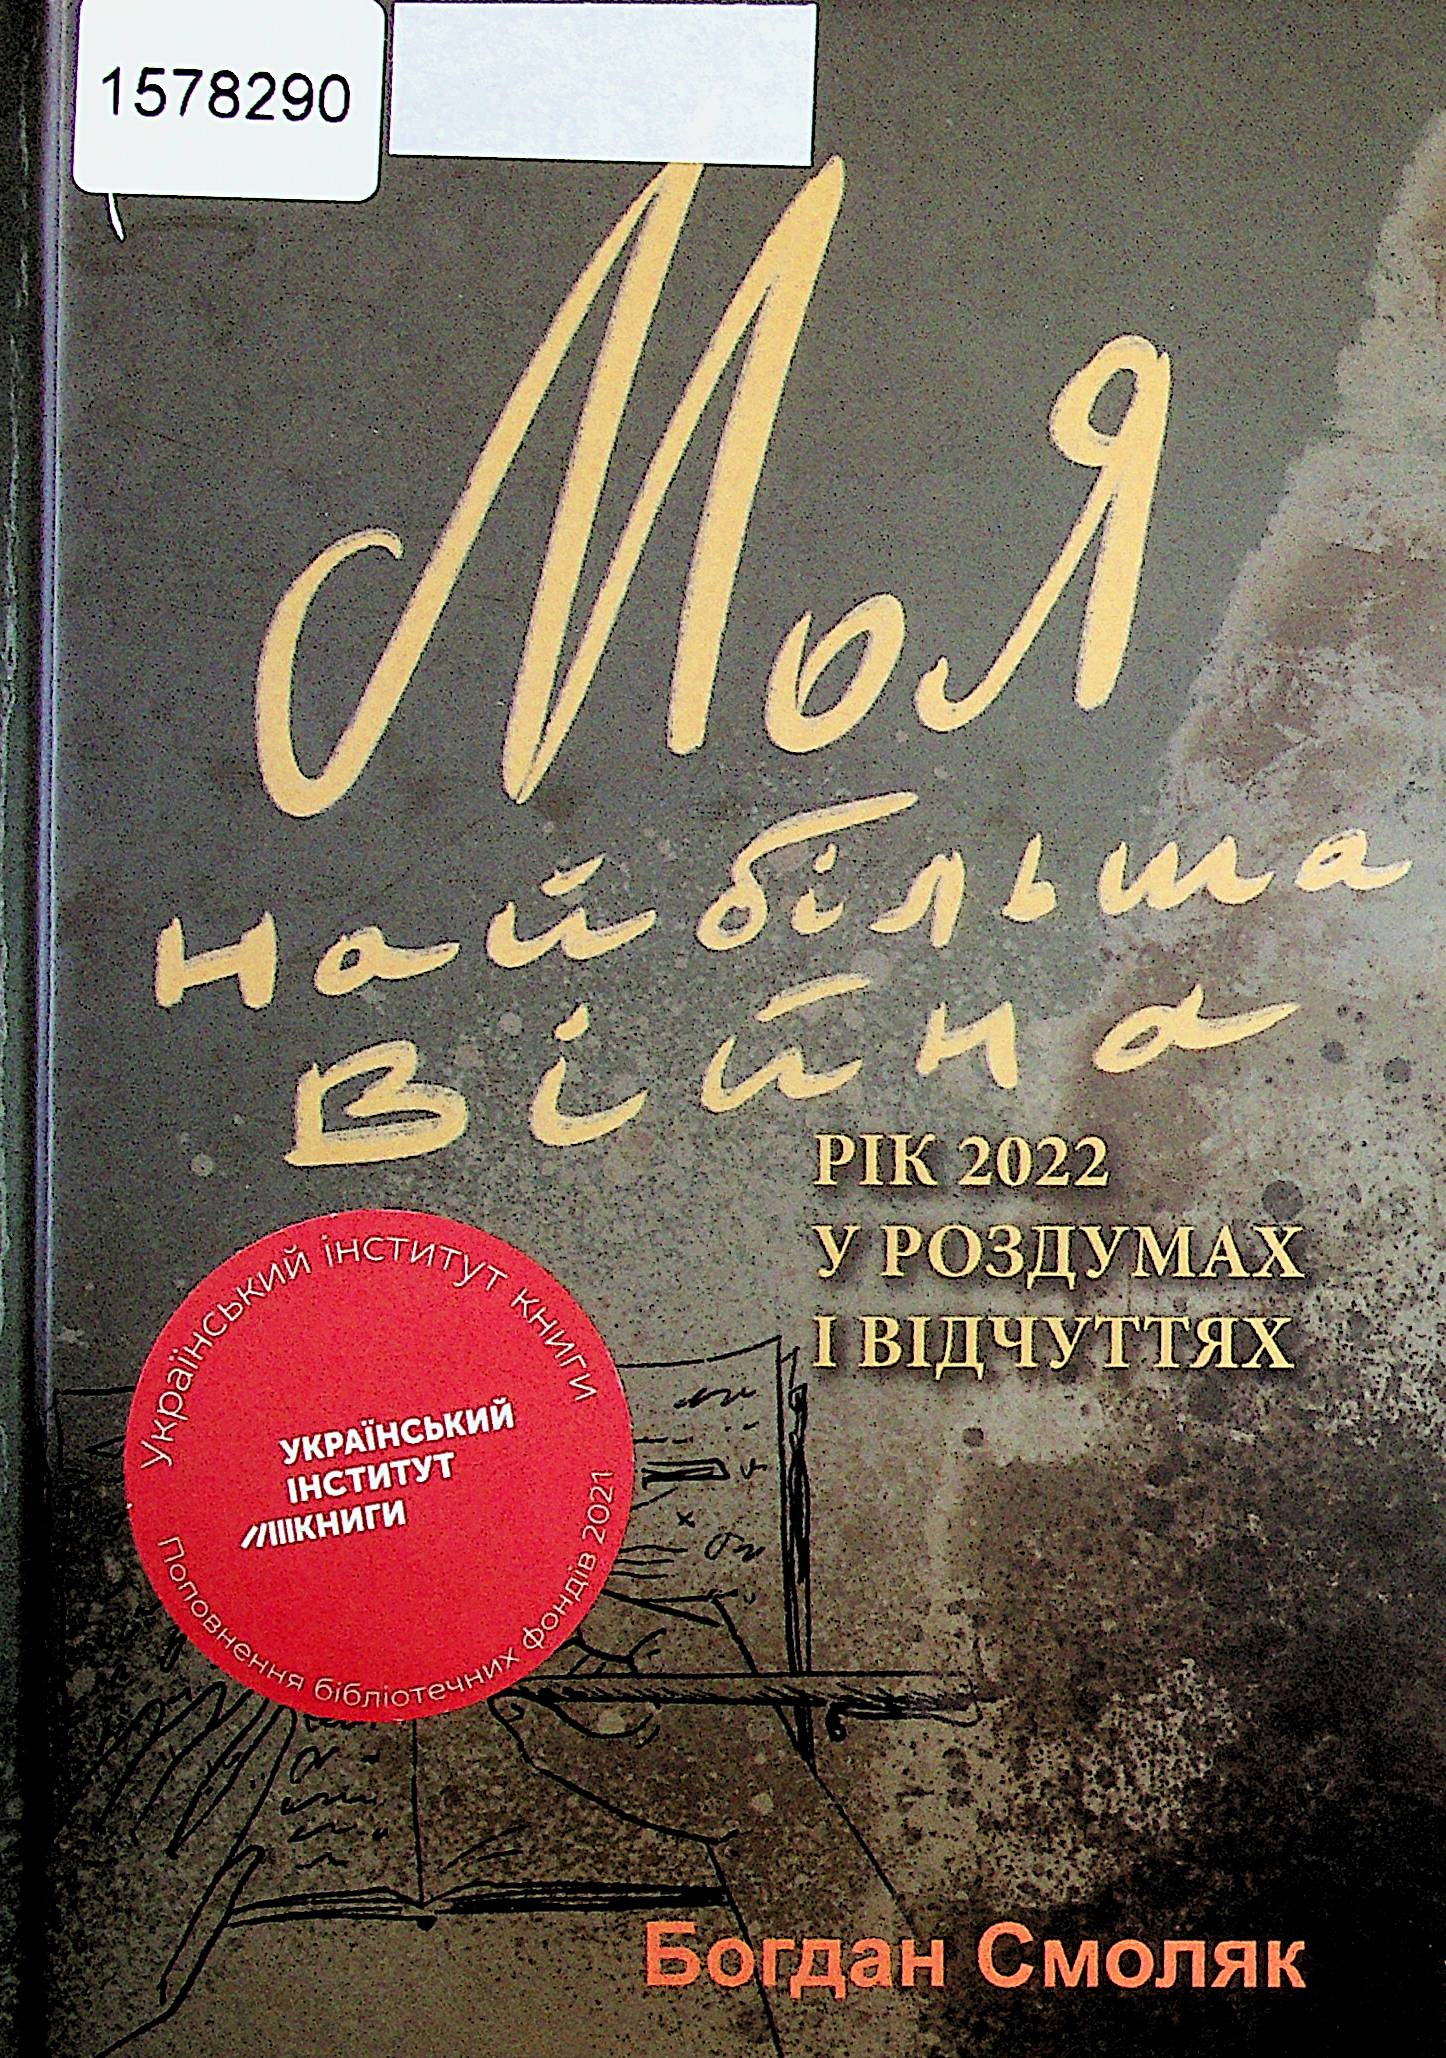 1578290
Моя
найбільша
війна
РІК 2022
У РОЗДУМАХ
І ВІДЧУТТЯХ
Український інститут книги
УКРАЇНСЬКИЙ
ІНСТИТУТ
КНИГИ
Поповнення бібліотечних фондів 2021
Богдан Смоляк